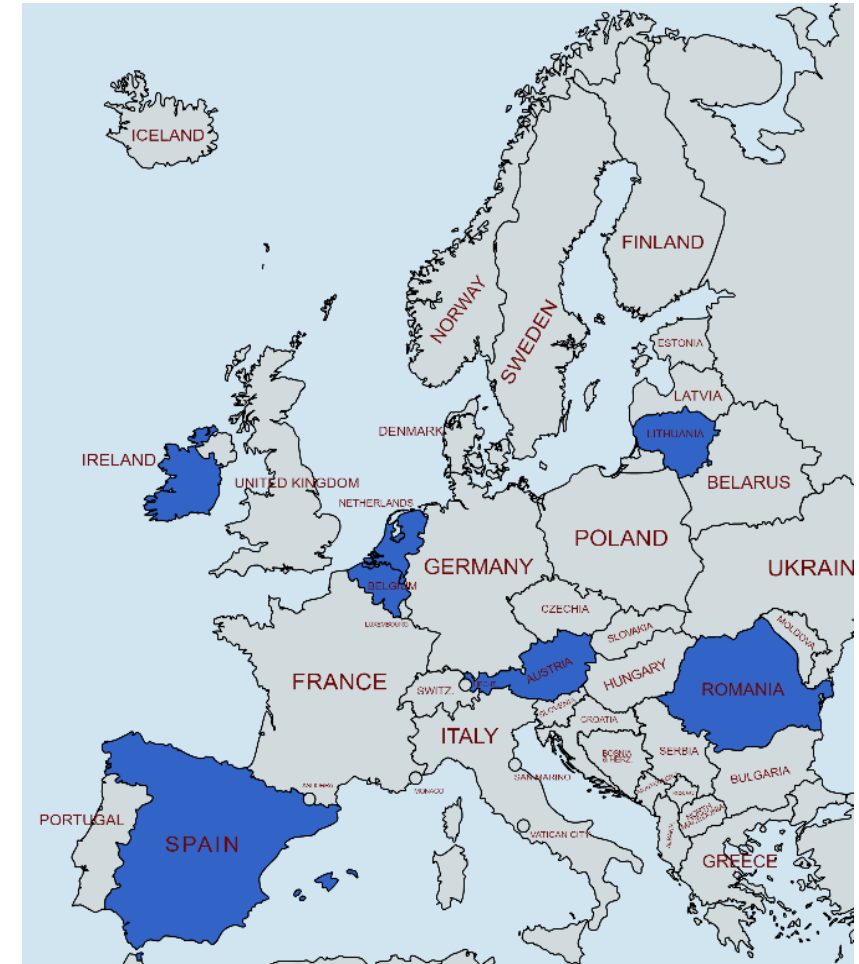 ICELAND
FINLAND
NORWAY
SWEDEN
ESTONIA
LATVIA
DENMARK
LITHUANIA
IRELAND
UNITED KINGDOM
BELARUS
NETHERLANDS
POLAND
GERMANY
UKRAIN
BELGIUM
CZECHIA
LUXEMBOURG
SLOVAKIA
MOLDOVA
AUSTRIA
HUNGARY
FRANCE
SWITZ.
ROMANIA
SLOVENIA
CROATIA
ITALY
BOSNIA
& HERZ.
SERBIA
BULGARIA
SAN MARINO
MONACO
PORTUGAL
SPAIN
NORTH
MACEDONIA
VATICAN CITY
GREECE